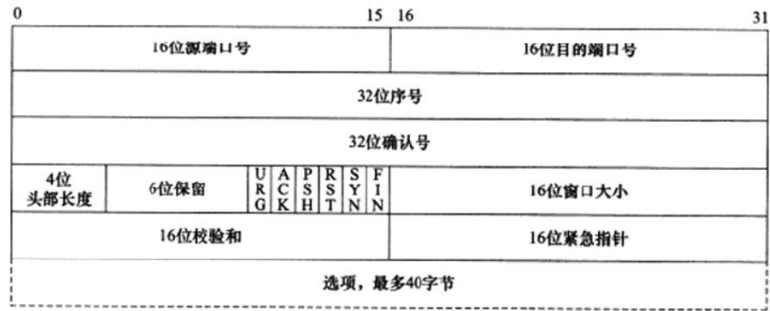 0 15 16 31
16位源端口号 16位目的端口号
32位序号
32位确认号
4位
头部长度 6位保留 URG ACK PSH RST SYN FIN 16位窗口大小
16位校验和 16位紧急指针
选项，最多40字节